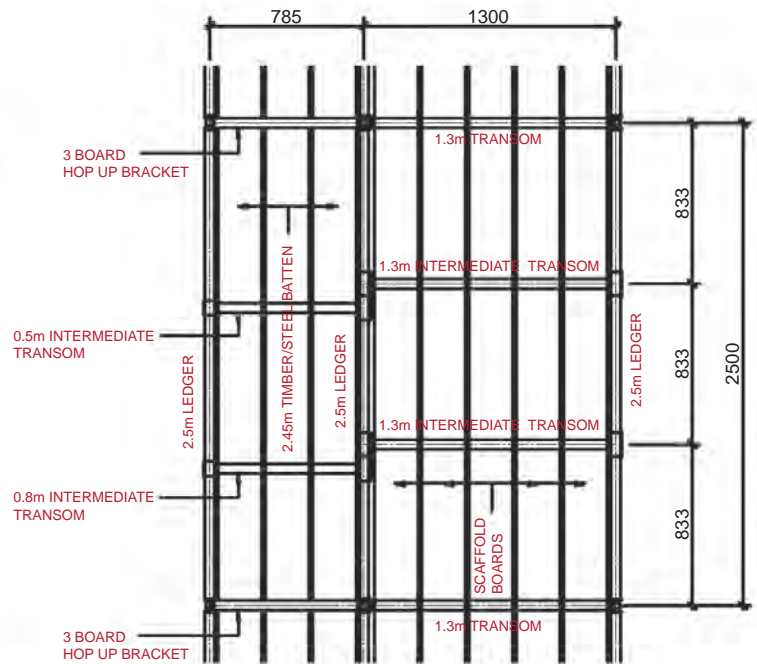 785
1300
3 BOARD
HOP UP BRACKET
1.3m TRANSOM
833
1.3m INTERMEDIATE TRANSOM
0.5m INTERMEDIATE
TRANSOM
2.5m LEDGER
2.45m TIMBER/STEEL BATTEN
2.5m LEDGER
2.5m LEDGER
833
2500
1.3m INTERMEDIATE TRANSOM
0.8m INTERMEDIATE
TRANSOM
SCAFFOLD
BOARDS
833
3 BOARD
HOP UP BRACKET
1.3m TRANSOM